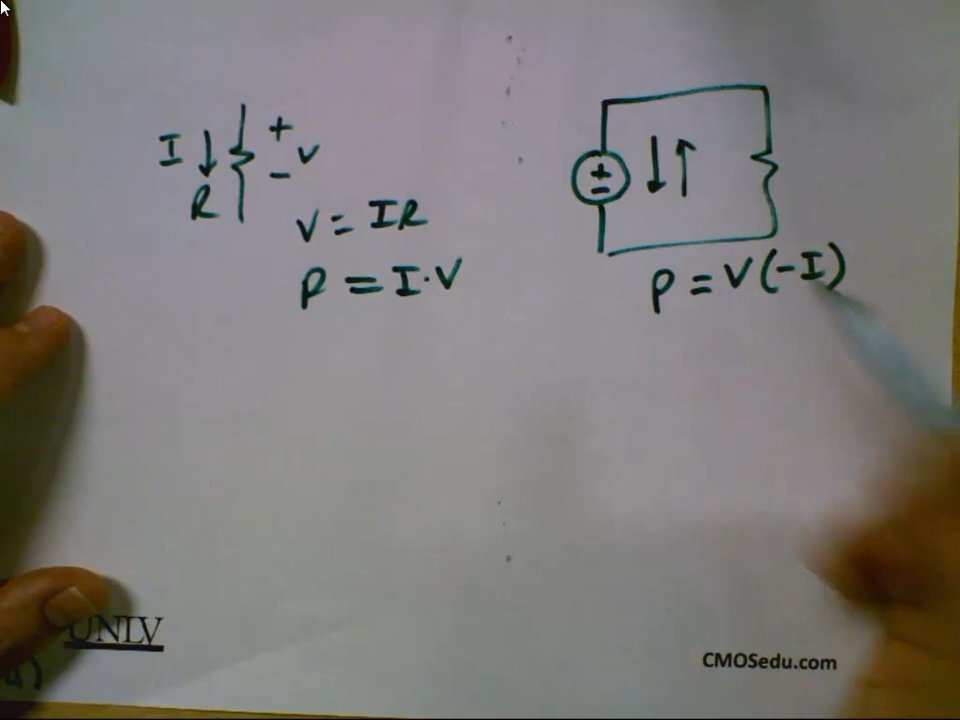 I + V
R -
V = IR
P = I·V
+
-
P = V(-I)
UNLV
CMOSedu.com